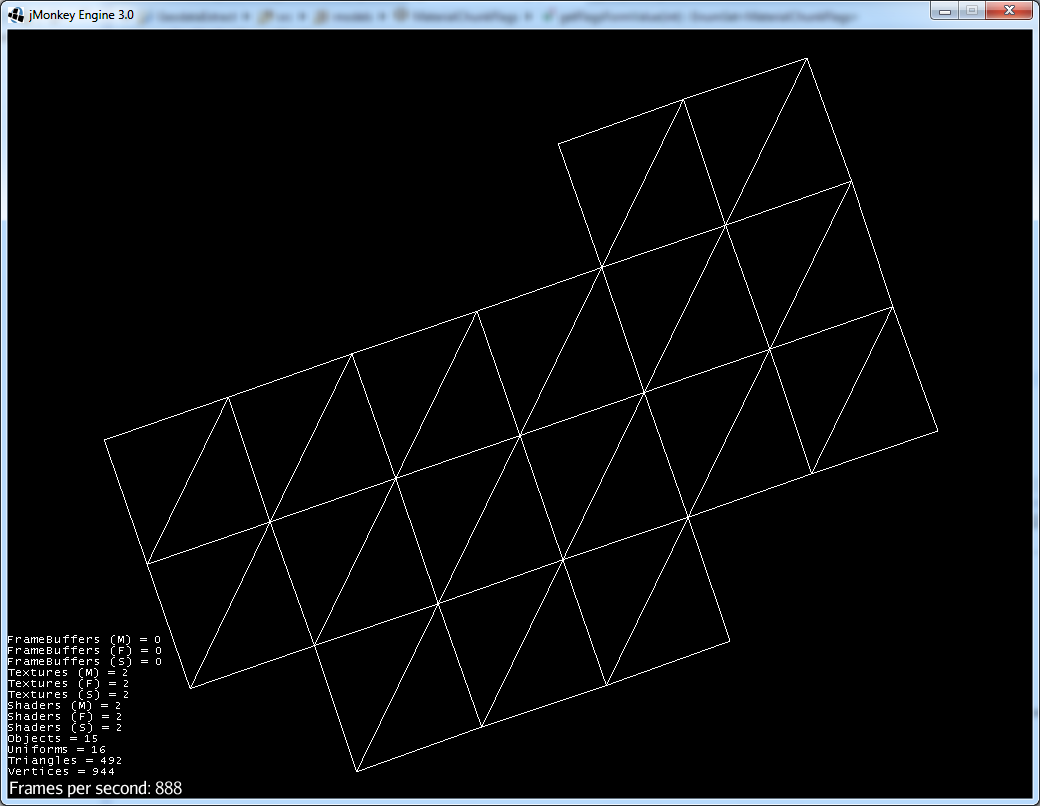 jMonkey Engine 3.0
FrameBuffers (M) = 0
FrameBuffers (F) = 0
FrameBuffers (S) = 0
Textures (M) = 2
Textures (F) = 2
Textures (S) = 2
Shaders (M) = 2
Shaders (F) = 2
Shaders (S) = 2
Objects = 15
Uniforms = 16
Triangles = 492
Vertices = 944
Frames per second: 888